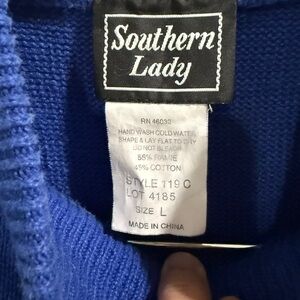 Southern
Lady
RN 46030
HAND WASH COLD WATER
SHAPE & LAY FLAT TO DRY
DO NOT BLEACH
55% RAMIE
45% COTTON
STYLE 119 C
LOT 4185
SIZE L
MADE IN CHINA